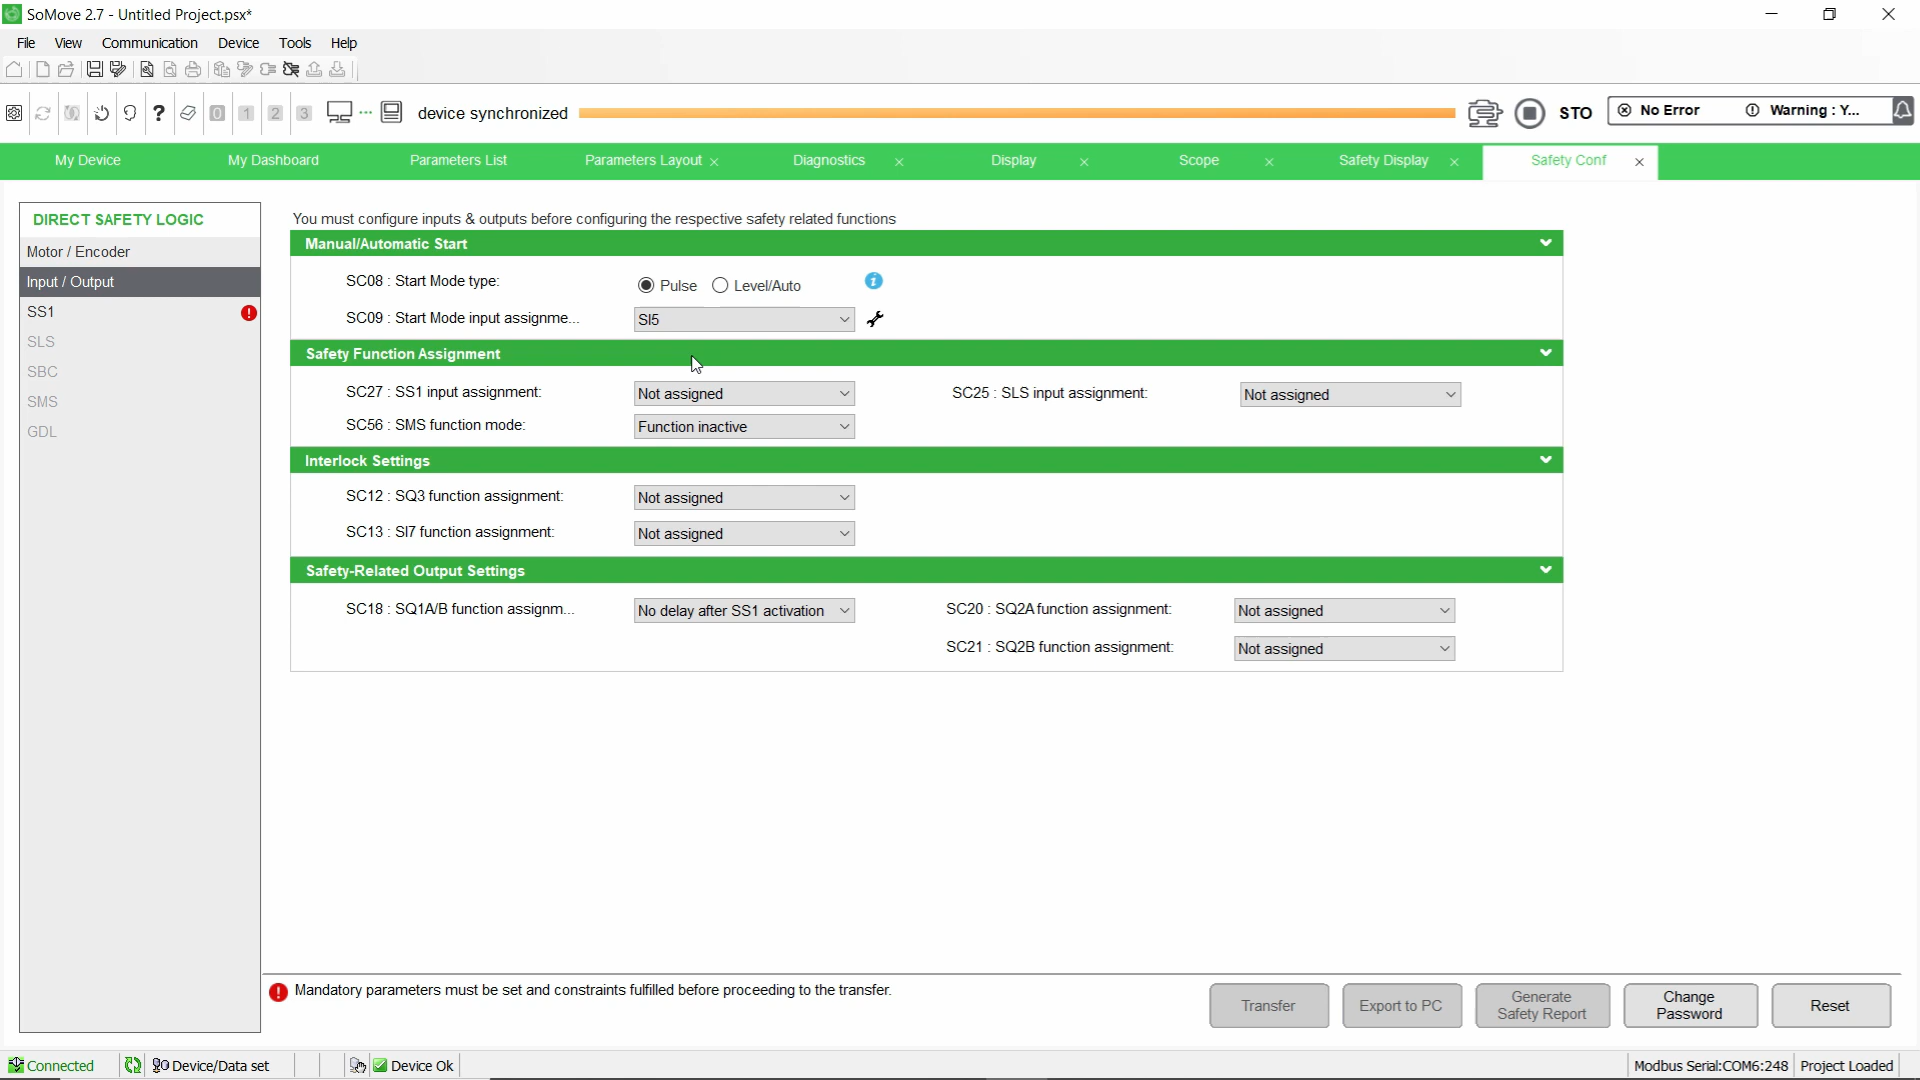 SoMove 2.7 - Untitled Project.psx*
File View Communication Device Tools Help
? 0 1 2 3 device synchronized STO No Error Warning : Y...
My Device My Dashboard Parameters List Parameters Layout Diagnostics Display Scope Safety Display Safety Conf
DIRECT SAFETY LOGIC
Motor / Encoder
Input / Output
SS1
SLS
SBC
SMS
GDL
You must configure inputs & outputs before configuring the respective safety related functions
Manual/Automatic Start
SC08 : Start Mode type: Pulse Level/Auto
SC09 : Start Mode input assignme... SI5
Safety Function Assignment
SC27 : SS1 input assignment: Not assigned SC25 : SLS input assignment: Not assigned
SC56 : SMS function mode: Function inactive
Interlock Settings
SC12 : SQ3 function assignment: Not assigned
SC13 : SI7 function assignment: Not assigned
Safety-Related Output Settings
SC18 : SQ1A/B function assignm... No delay after SS1 activation SC20 : SQ2A function assignment: Not assigned
SC21 : SQ2B function assignment: Not assigned
Mandatory parameters must be set and constraints fulfilled before proceeding to the transfer.
Transfer
Export to PC
Generate
Safety Report
Change
Password
Reset
Connected Device/Data set Device Ok Modbus Serial:COM6:248 Project Loaded